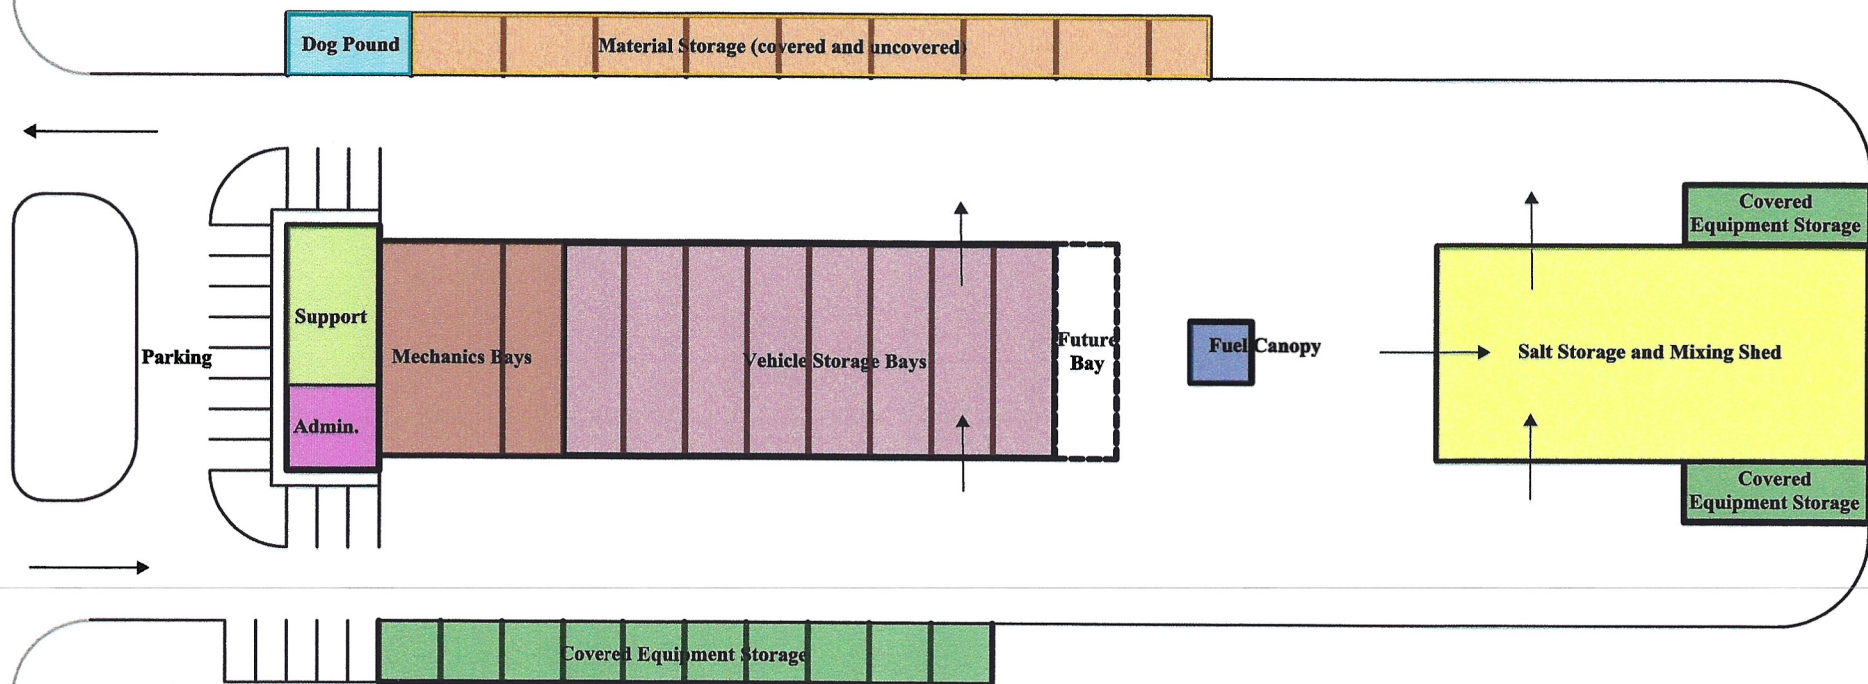 Dog Pound
Material Storage (covered and uncovered)
Covered
Equipment Storage
Support
Parking
Mechanics Bays
Vehicle Storage Bays
Future
Bay
Fuel Canopy
Salt Storage and Mixing Shed
Admin.
Covered
Equipment Storage
Covered Equipment Storage